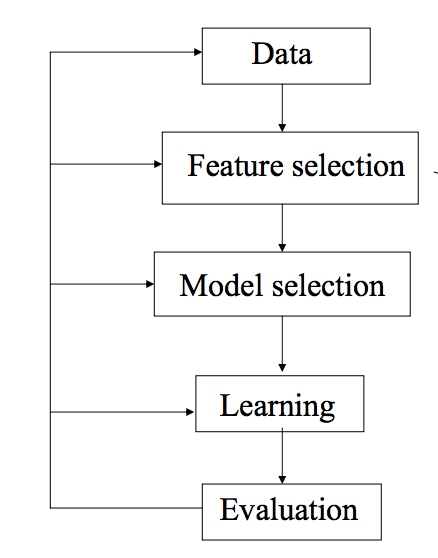 Data
Feature selection
Model selection
Learning
Evaluation